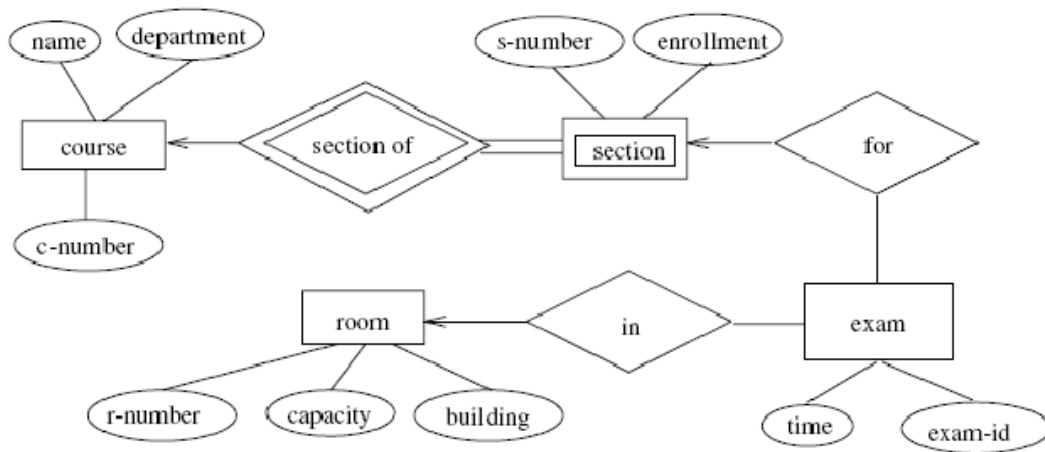 name
department
s-number
enrollment
course
section of
section
for
c-number
room
in
exam
r-number
capacity
building
time
exam-id